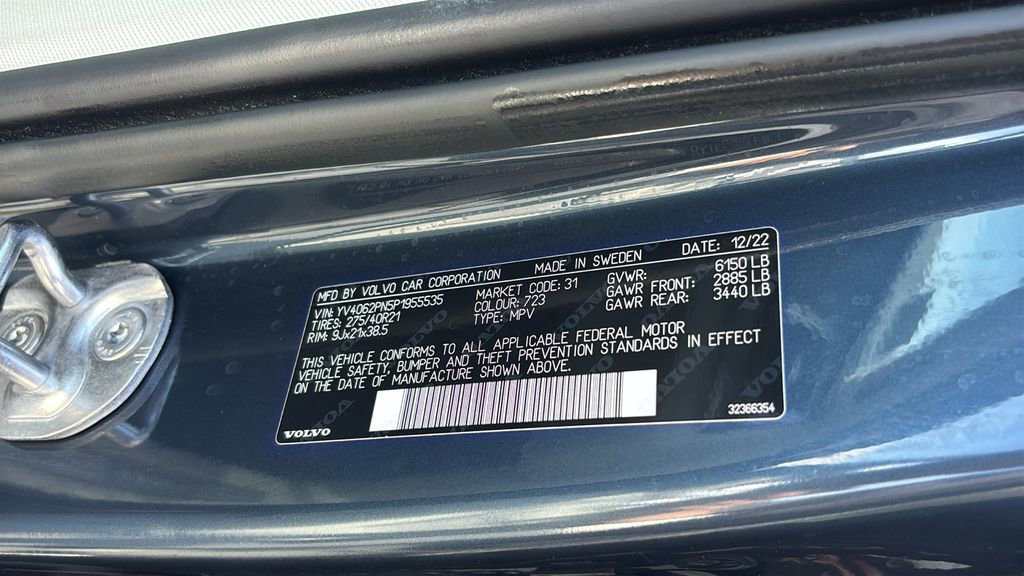 MFD BY VOLVO CAR CORPORATION MADE IN SWEDEN DATE: 12/22
VIN: YV4062PN5P1955535 MARKET CODE: 31 GVWR: 6150 LB
TIRES: 275/40R21 COLOUR: 723 GAWR FRONT: 2885 LB
RIM: 9Jx21x38.5 TYPE: MPV GAWR REAR: 3440 LB
THIS VEHICLE CONFORMS TO ALL APPLICABLE FEDERAL MOTOR
VEHICLE SAFETY, BUMPER AND THEFT PREVENTION STANDARDS IN EFFECT
ON THE DATE OF MANUFACTURE SHOWN ABOVE.
VOLVO 32366354